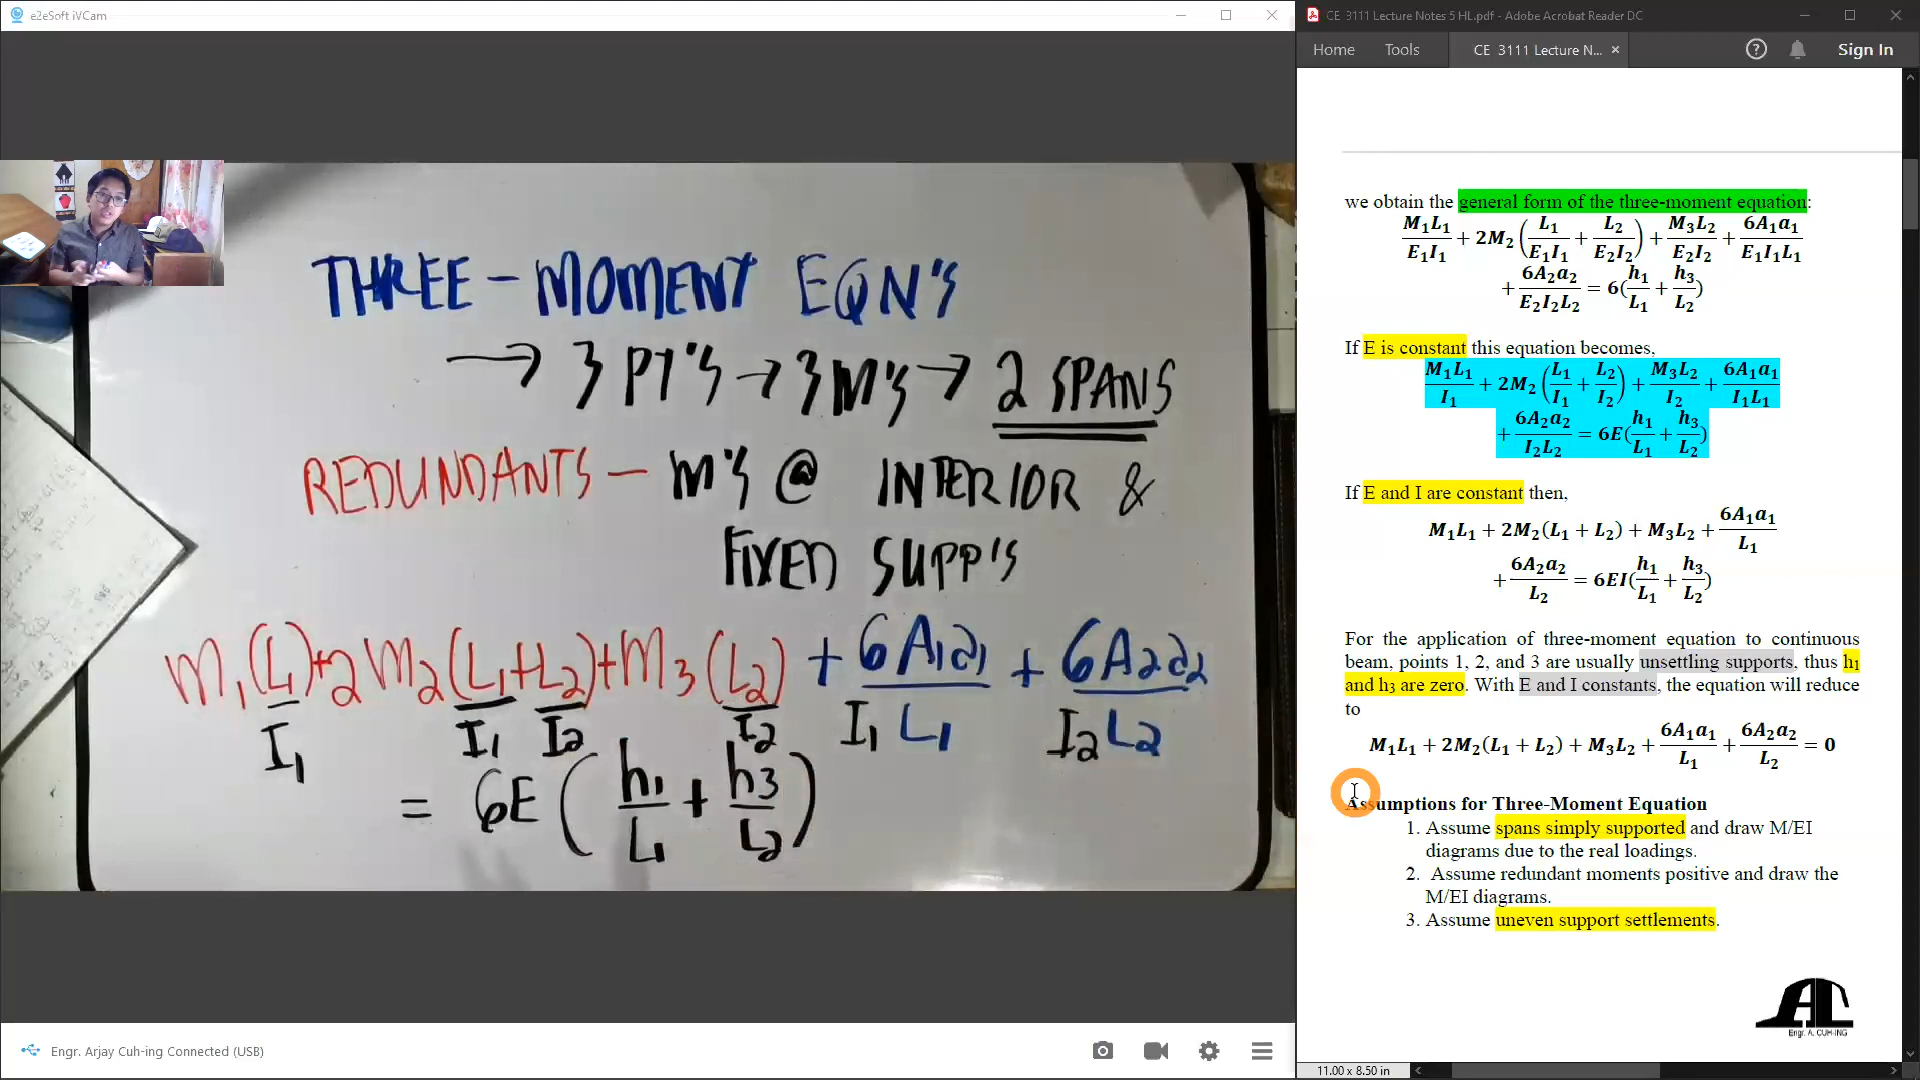 e2eSoft iVCam
THREE - MOMENT EQN'S
→ 3 PT'S → 3 M's → 2 SPANS
REDUNDANTS - M's @ INTERIOR &
FIXED SUPP'S
M1(L1/I1)+2M2(L1/I1+L2/I2)+M3(L2/I2)+6A1a1/I1L1+6A2a2/I2L2
= 6E(h1/L1+h3/L2)
Engr. Arjay Cuh-ing Connected (USB)
CE 3111 Lecture Notes 5 HL.pdf - Adobe Acrobat Reader DC
Home Tools CE 3111 Lecture N... × ? Sign In
we obtain the general form of the three-moment equation:
M1L1/E1I1 + 2M2(L1/E1I1 + L2/E2I2) + M3L2/E2I2 + 6A1a1/E1I1L1
+ 6A2a2/E2I2L2 = 6(h1/L1 + h3/L2)
If E is constant this equation becomes,
M1L1/I1 + 2M2(L1/I1 + L2/I2) + M3L2/I2 + 6A1a1/I1L1
+ 6A2a2/I2L2 = 6E(h1/L1 + h3/L2)
If E and I are constant then,
M1L1 + 2M2(L1 + L2) + M3L2 + 6A1a1/L1
+ 6A2a2/L2 = 6EI(h1/L1 + h3/L2)
For the application of three-moment equation to continuous
beam, points 1, 2, and 3 are usually unsettling supports, thus h1
and h3 are zero. With E and I constants, the equation will reduce
to
M1L1 + 2M2(L1 + L2) + M3L2 + 6A1a1/L1 + 6A2a2/L2 = 0
Assumptions for Three-Moment Equation
1. Assume spans simply supported and draw M/EI
diagrams due to the real loadings.
2. Assume redundant moments positive and draw the
M/EI diagrams.
3. Assume uneven support settlements.
Engr. A. CUH-ING
11.00 x 8.50 in